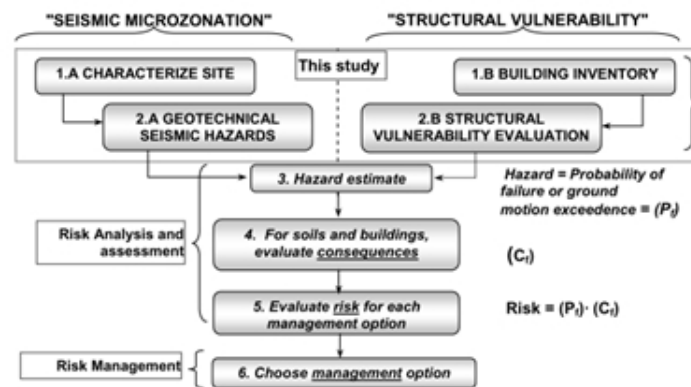 "SEISMIC MICROZONATION"
"STRUCTURAL VULNERABILITY"
This study
1.A CHARACTERIZE SITE
1.B BUILDING INVENTORY
2.A GEOTECHNICAL
SEISMIC HAZARDS
2.B STRUCTURAL
VULNERABILITY EVALUATION
3. Hazard estimate
Hazard = Probability of
failure or ground
motion exceedence = (Pf)
Risk Analysis and
assessment
4. For soils and buildings,
evaluate consequences
(Cf)
5. Evaluate risk for each
management option
Risk = (Pf)· (Cf)
Risk Management
6. Choose management option